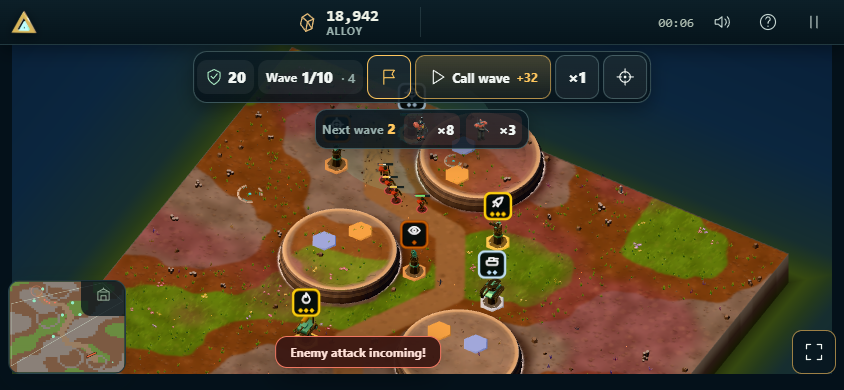 18,942
ALLOY
00:06
20
Wave 1/10 · 4
Call wave +32
×1
Next wave 2
×8
×3
Enemy attack incoming!